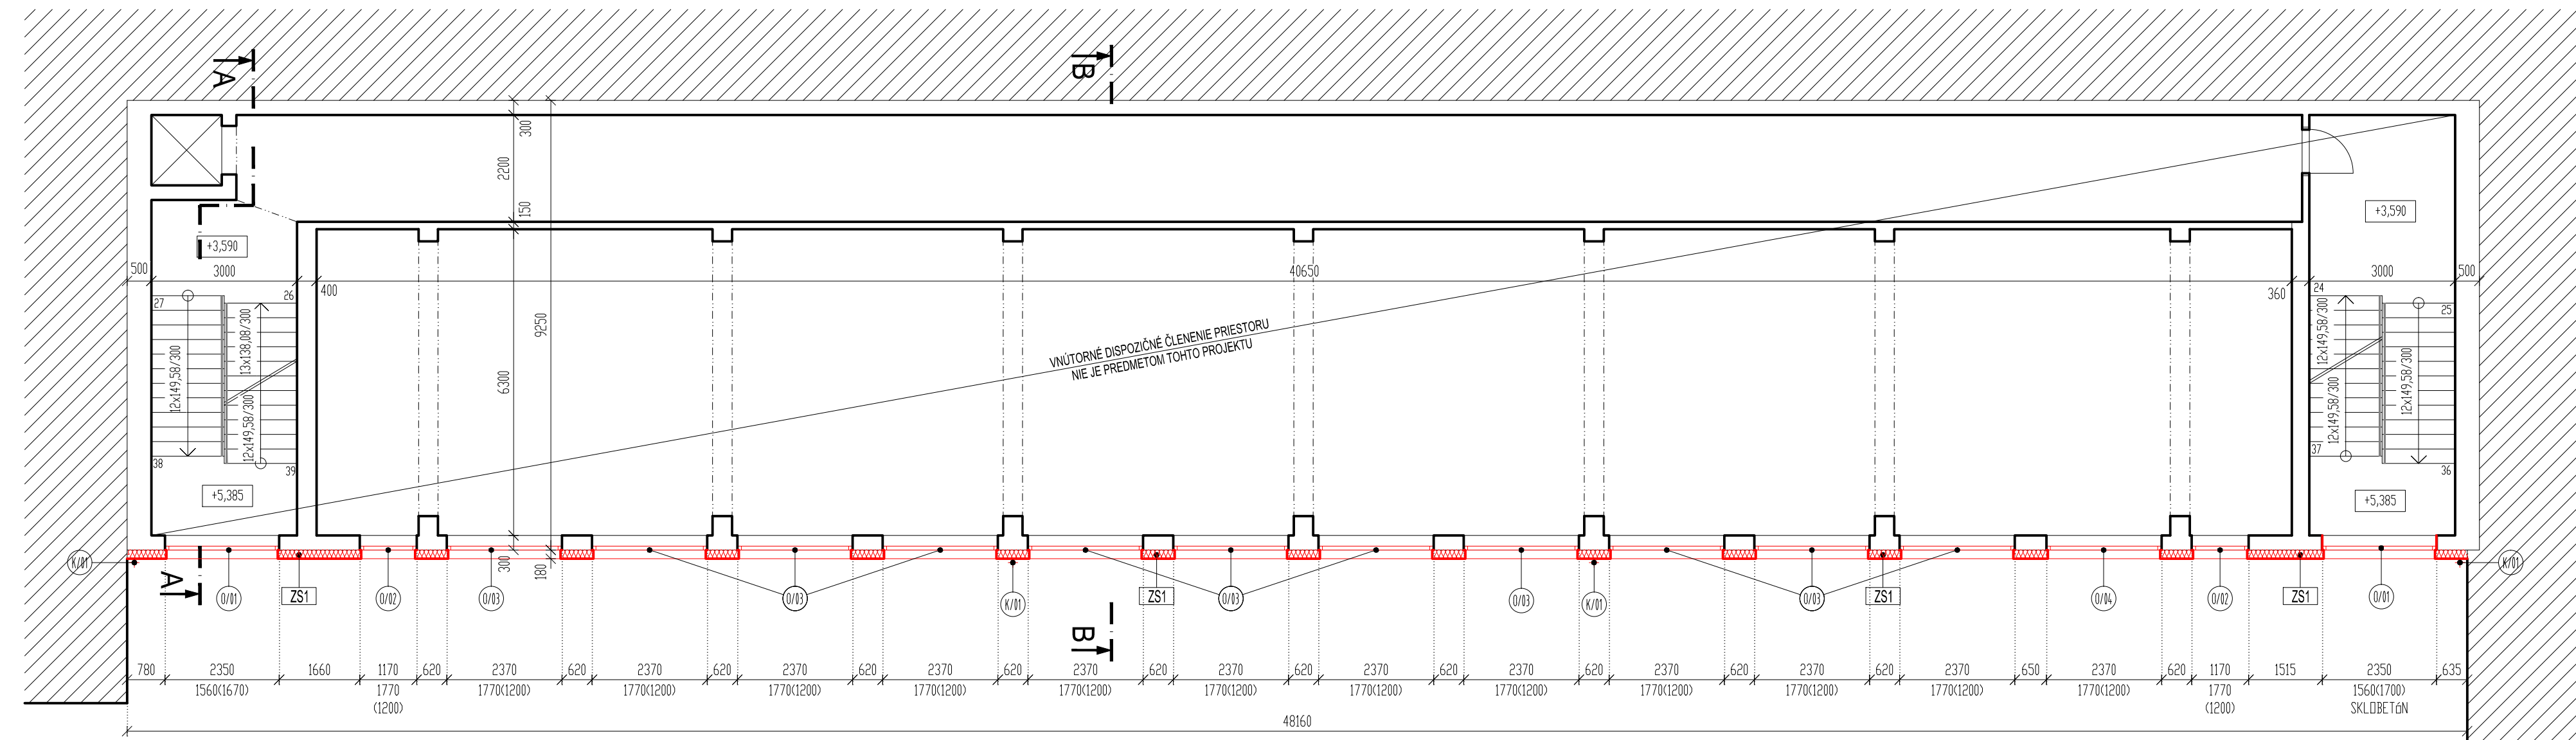 A
B
300
2200
150
+3,590
+3,590
500
3000
400
40650
360
3000
500
27
26
24
25
12x149,58/300
13x138,08/300
12x149,58/300
9250
6300
VNÚTORNÉ DISPOZIČNÉ ČLENENIE PRIESTORU
NIE JE PREDMETOM TOHTO PROJEKTU
12x149,58/300
12x149,58/300
12x149,58/300
38
39
37
36
+5,385
+5,385
300
180
K/01
K/01
A
O/01
ZS1
O/02
O/03
O/03
K/01
ZS1
O/03
O/03
K/01
O/03
ZS1
O/04
O/02
ZS1
O/01
B
780 2350 1660 1170 620 2370 620 2370 620 2370 620 2370 620 2370 620 2370 620 2370 620 2370 620 2370 620 2370 620 2370 650 2370 620 1170 1515 2350 635
1560(1670) 1770 1770(1200) 1770(1200) 1770(1200) 1770(1200) 1770(1200) 1770(1200) 1770(1200) 1770(1200) 1770(1200) 1770(1200) 1770(1200) 1770(1200) 1770 1560(1700)
(1200) (1200) SKLOBETóN
48160